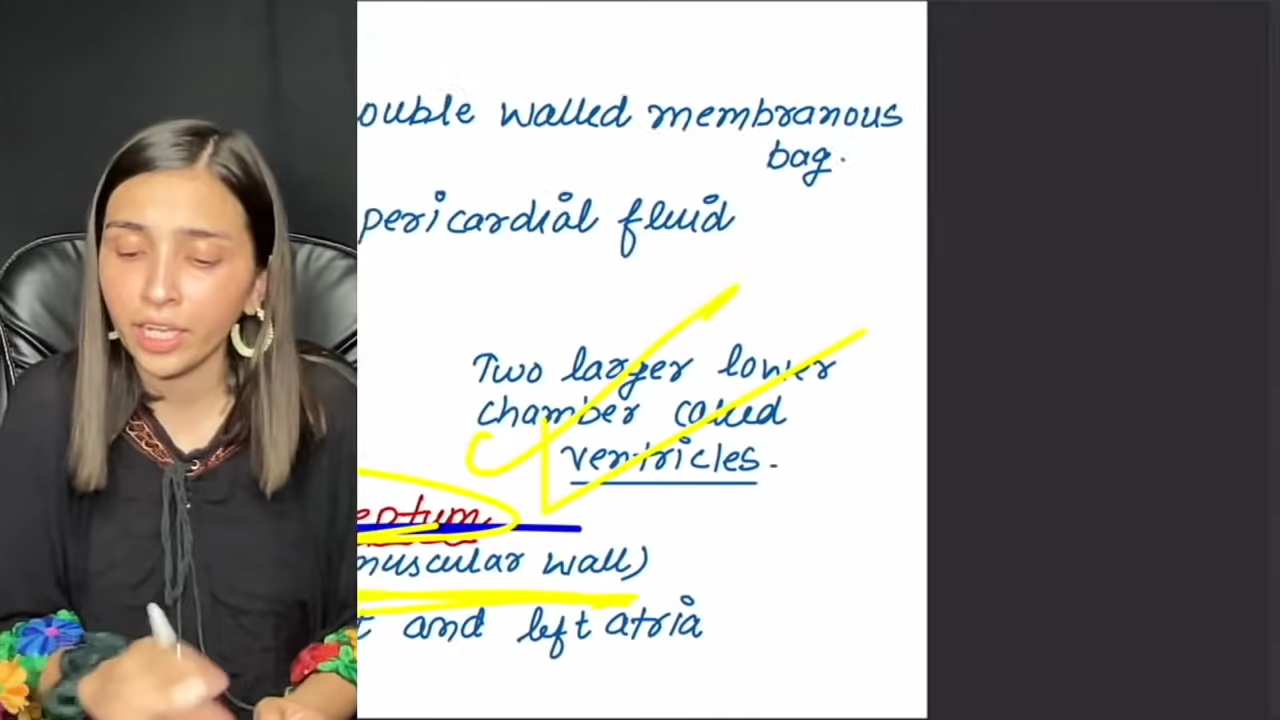 ouble walled membranous
bag.
pericardial fluid
Two larger lower
chamber called
ventricles.
eptum
muscular wall)
t and left atria